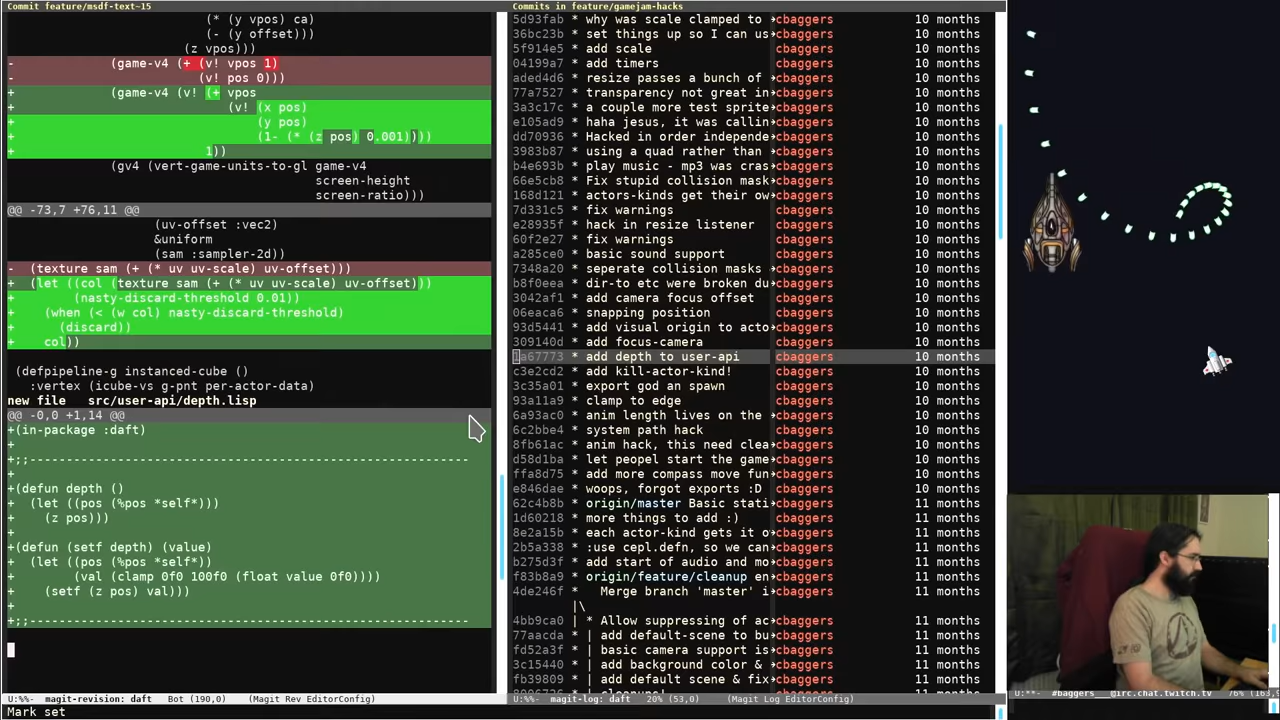 Commit feature/msdf-text~15
(* (y vpos) ca)
(- (y offset)))
(z vpos)))
- (game-v4 (+ (v! vpos 1)
- (v! pos 0)))
+ (game-v4 (v! (+ vpos
+ (v! (x pos)
+ (y pos)
+ (1- (* (z pos) 0.001))))
+ 1))
(gv4 (vert-game-units-to-gl game-v4
screen-height
screen-ratio)))
@@ -73,7 +76,11 @@
(uv-offset :vec2)
&uniform
(sam :sampler-2d))
- (texture sam (+ (* uv uv-scale) uv-offset)))
+ (let ((col (texture sam (+ (* uv uv-scale) uv-offset)))
+ (nasty-discard-threshold 0.01))
+ (when (< (w col) nasty-discard-threshold)
+ (discard))
+ col))
(defpipeline-g instanced-cube ()
:vertex (icube-vs g-pnt per-actor-data)
new file src/user-api/depth.lisp
@@ -0,0 +1,14 @@
+(in-package :daft)
+
+;;------------------------------------------------------------
+
+(defun depth ()
+ (let ((pos (%pos *self*)))
+ (z pos)))
+
+(defun (setf depth) (value)
+ (let ((pos (%pos *self*))
+ (val (clamp 0f0 100f0 (float value 0f0))))
+ (setf (z pos) val)))
+
+;;------------------------------------------------------------
U:%%- magit-revision: daft Bot (190,0) (Magit Rev EditorConfig)
Mark set
Commits in feature/gamejam-hacks
5d93fab * why was scale clamped to → cbaggers 10 months
36bc23b * set things up so I can us→ cbaggers 10 months
5f914e5 * add scale cbaggers 10 months
04199a7 * add timers cbaggers 10 months
aded4d6 * resize passes a bunch of → cbaggers 10 months
77a7527 * transparency not great in→ cbaggers 10 months
3a3c17c * a couple more test sprite→ cbaggers 10 months
e105ad9 * haha jesus, it was callin→ cbaggers 10 months
dd70936 * Hacked in order independe→ cbaggers 10 months
3983b87 * using a quad rather than → cbaggers 10 months
b4e693b * play music - mp3 was cras→ cbaggers 10 months
66e5cb8 * Fix stupid collision mask→ cbaggers 10 months
168d121 * actors-kinds get their ow→ cbaggers 10 months
7d331c5 * fix warnings cbaggers 10 months
e28935f * hack in resize listener cbaggers 10 months
60f2e27 * fix warnings cbaggers 10 months
a285ce0 * basic sound support cbaggers 10 months
7348a20 * seperate collision masks → cbaggers 10 months
b8f0eea * dir-to etc were broken du→ cbaggers 10 months
3042af1 * add camera focus offset cbaggers 10 months
06eaca6 * snapping position cbaggers 10 months
93d5441 * add visual origin to acto→ cbaggers 10 months
309140d * add focus-camera cbaggers 10 months
1a67773 * add depth to user-api cbaggers 10 months
c3e2cd2 * add kill-actor-kind! cbaggers 10 months
3c35a01 * export god an spawn cbaggers 10 months
93a11a9 * clamp to edge cbaggers 10 months
6a93ac0 * anim length lives on the → cbaggers 10 months
6c2bbe4 * system path hack cbaggers 10 months
8fb61ac * anim hack, this need clea→ cbaggers 10 months
d58d1ba * let peopel start the game→ cbaggers 10 months
ffa8d75 * add more compass move fun→ cbaggers 10 months
e846dae * woops, forgot exports :D cbaggers 10 months
62c4b8b * origin/master Basic stati→ cbaggers 10 months
1d60218 * more things to add :) cbaggers 10 months
8e2a15b * each actor-kind gets it o→ cbaggers 11 months
2b5a338 * :use cepl.defn, so we can→ cbaggers 11 months
b275d3f * add start of audio and mo→ cbaggers 11 months
f83b8a9 * origin/feature/cleanup en→ cbaggers 11 months
4de246f * Merge branch 'master' i→ cbaggers 11 months
|\
4bb9ca0 | * Allow suppressing of ac→ cbaggers 11 months
77aacda * | add default-scene to bu→ cbaggers 11 months
fd52a3f * | basic camera support is→ cbaggers 11 months
3c15440 * | add background color & → cbaggers 11 months
fb39809 * | add default scene & fix→ cbaggers 11 months
cbaggers 11 months
U:%%- magit-log: daft 20% (53,0) (Magit Log EditorConfig)
U:**- #baggers___@irc.chat.twitch.tv 76% (163,